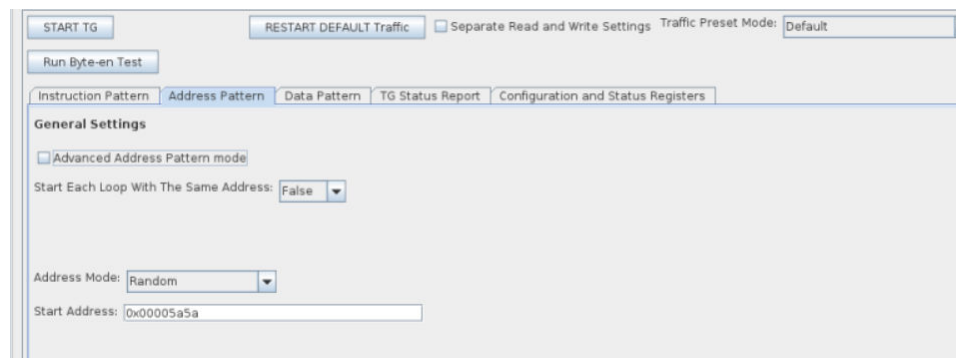 START TG RESTART DEFAULT Traffic Separate Read and Write Settings Traffic Preset Mode: Default
Run Byte-en Test
Instruction Pattern Address Pattern Data Pattern TG Status Report Configuration and Status Registers
General Settings
Advanced Address Pattern mode
Start Each Loop With The Same Address: False
Address Mode: Random
Start Address: 0x00005a5a